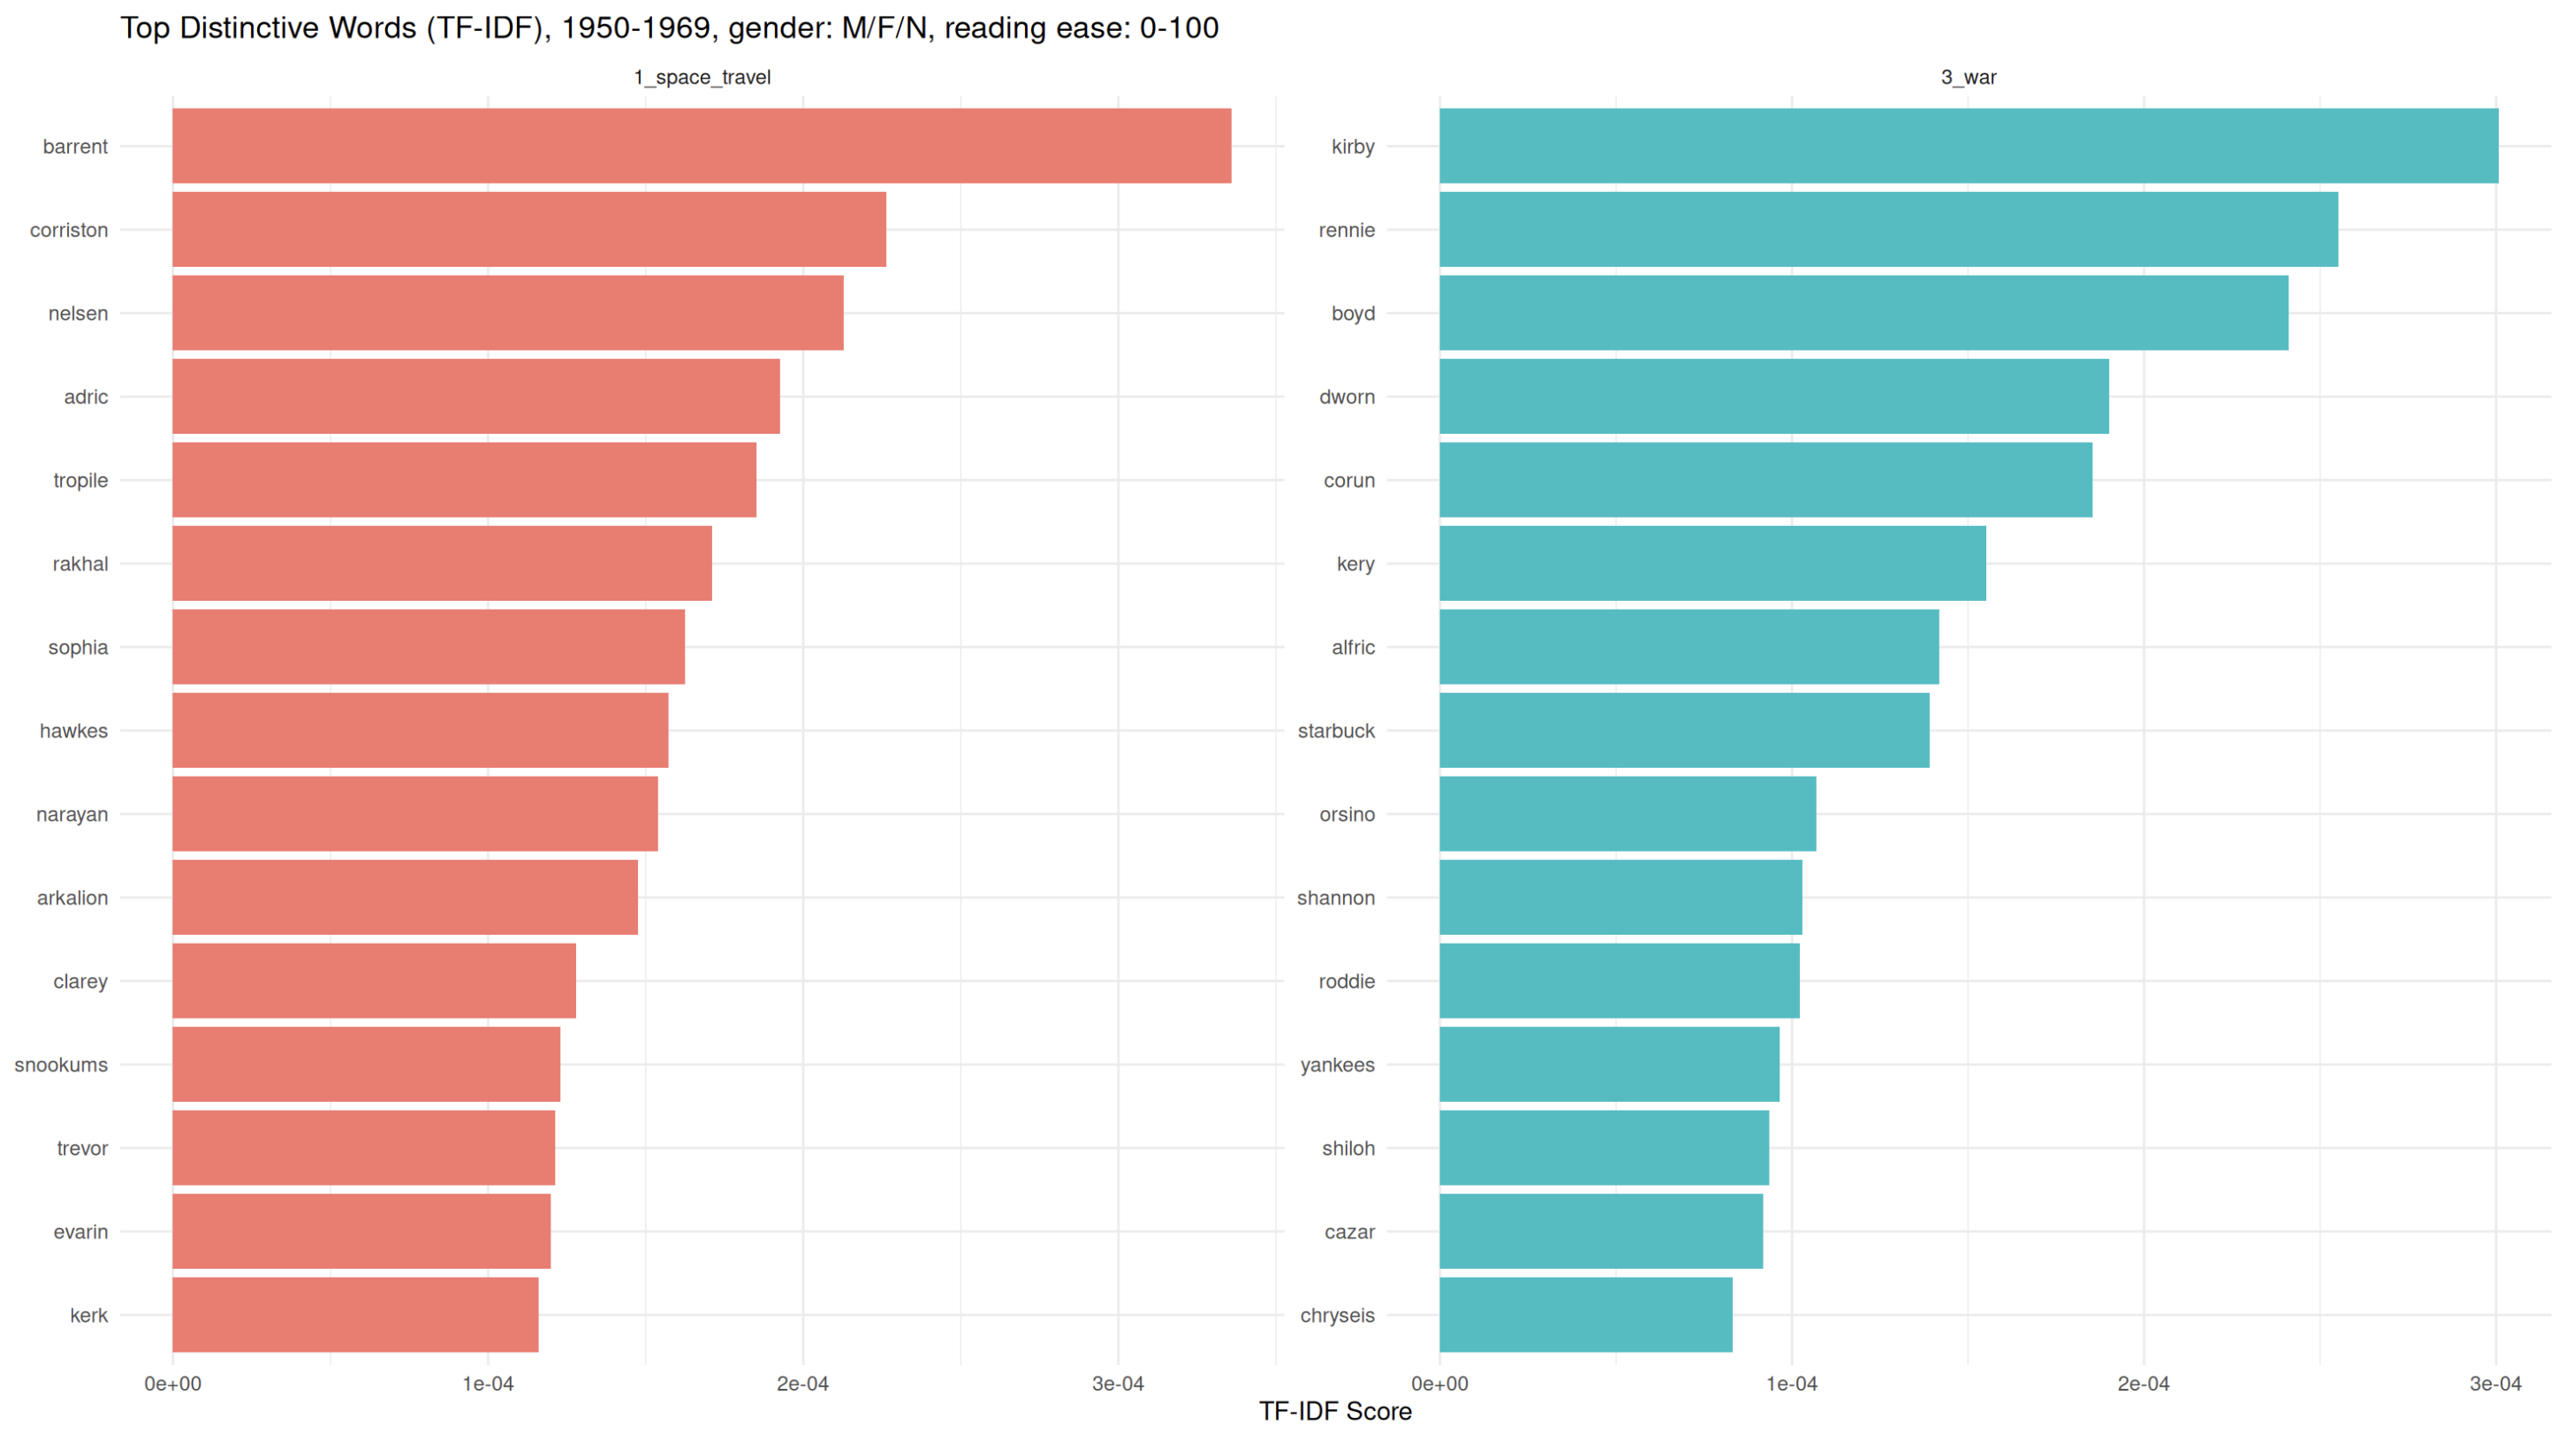 Top Distinctive Words (TF-IDF), 1950-1969, gender: M/F/N, reading ease: 0-100
1_space_travel
barrent
corriston
nelsen
adric
tropile
rakhal
sophia
hawkes
narayan
arkalion
clarey
snookums
trevor
evarin
kerk
0e+00 1e-04 2e-04 3e-04
3_war
kirby
rennie
boyd
dworn
corun
kery
alfric
starbuck
orsino
shannon
roddie
yankees
shiloh
cazar
chryseis
0e+00 1e-04 2e-04 3e-04
TF-IDF Score